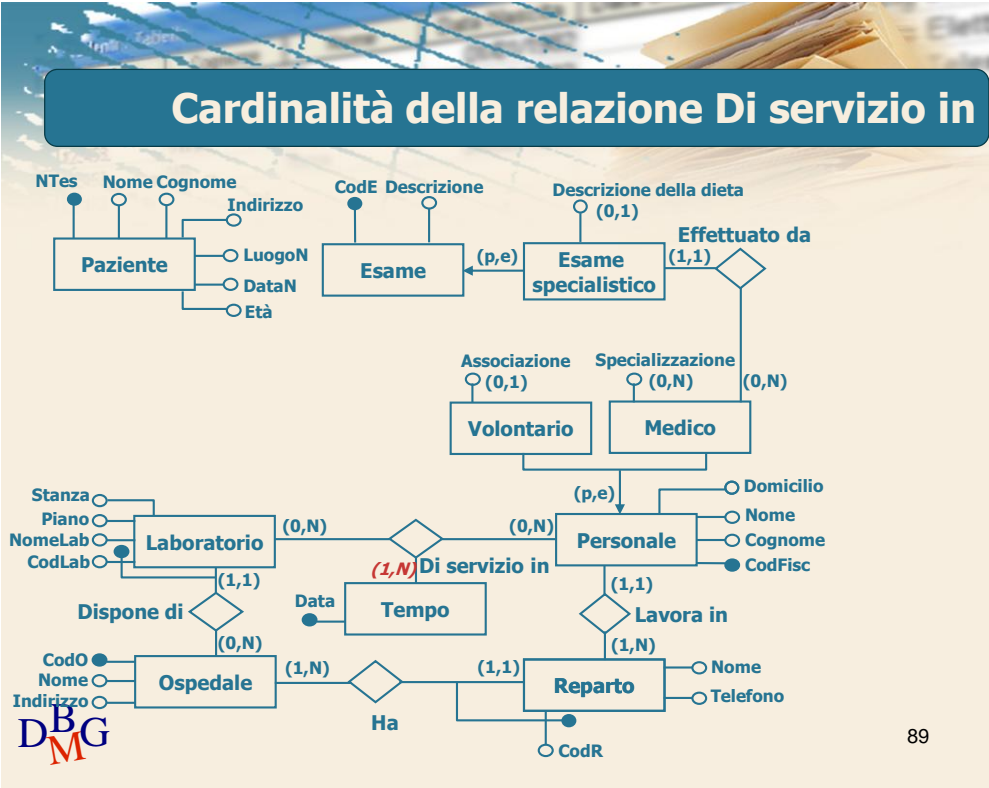 Cardinalità della relazione Di servizio in
NTes Nome Cognome
Indirizzo
LuogoN
DataN
Età
Paziente
CodE Descrizione
Esame
(p,e)
Descrizione della dieta
(0,1)
Esame
specialistico
(1,1)
Effettuato da
(0,N)
Associazione
(0,1)
Volontario
Specializzazione
(0,N)
Medico
(p,e)
Stanza
Piano
NomeLab
CodLab
Laboratorio
(0,N)
(0,N)
Personale
Domicilio
Nome
Cognome
CodFisc
(1,N) Di servizio in
Data
Tempo
(1,1)
Dispone di
(0,N)
(1,1)
Lavora in
(1,N)
CodO
Nome
Indirizzo
Ospedale
(1,N)
Ha
(1,1)
Reparto
Nome
Telefono
CodR
DBMG
89